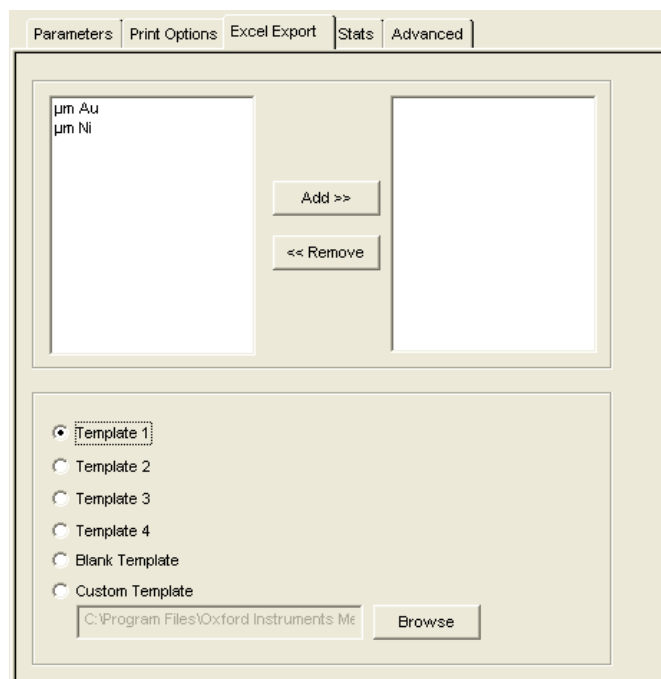 Parameters Print Options Excel Export Stats Advanced
µm Au
µm Ni
Add >>
<< Remove
Template 1
Template 2
Template 3
Template 4
Blank Template
Custom Template
C:\Program Files\Oxford Instruments Me Browse